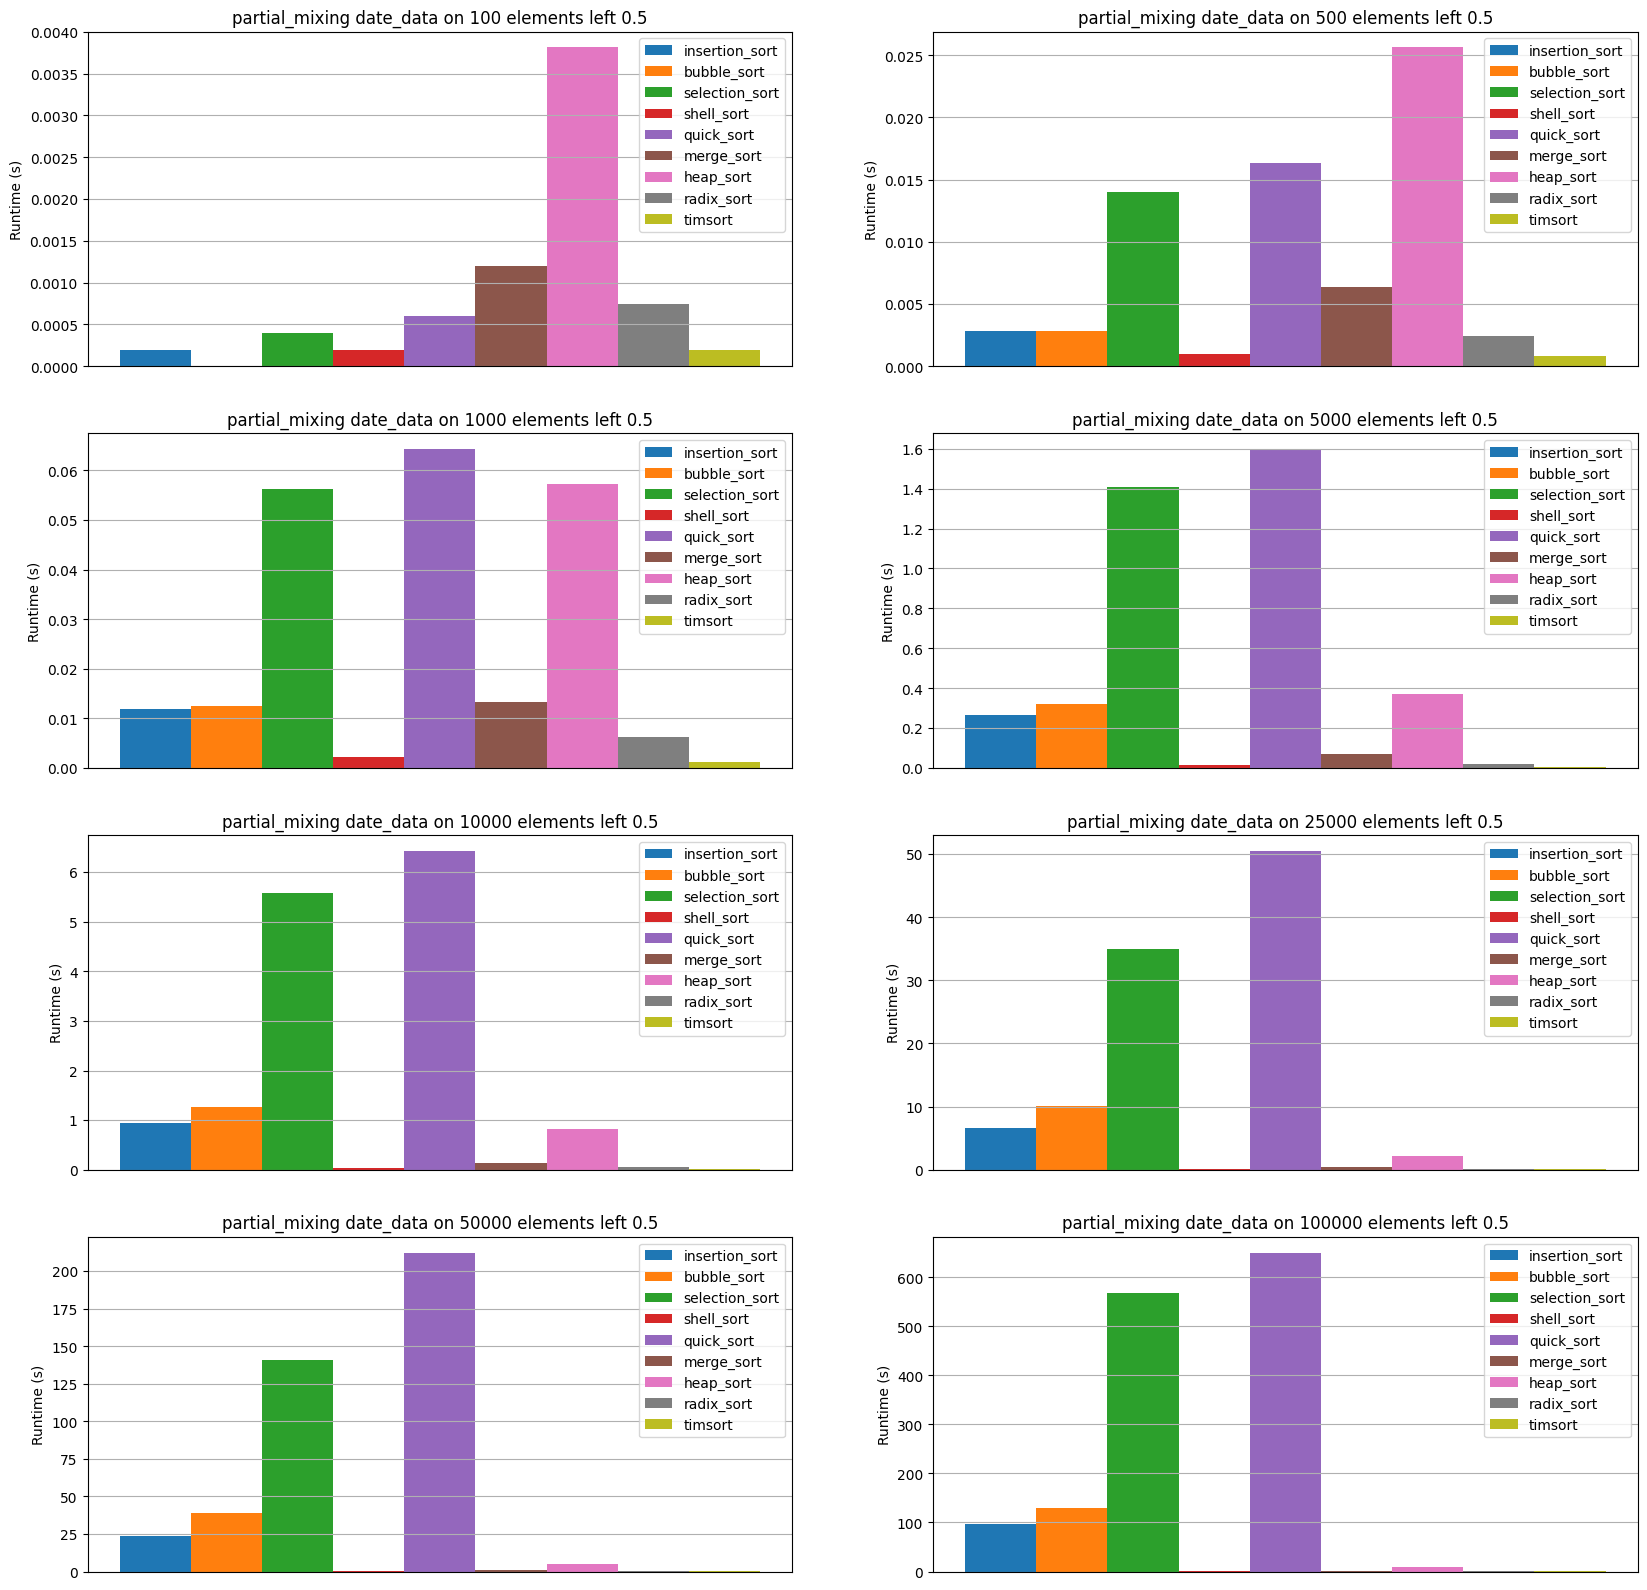 partial_mixing date_data on 100 elements left 0.5
Runtime (s)
0.0040
0.0035
0.0030
0.0025
0.0020
0.0015
0.0010
0.0005
0.0000
insertion_sort
bubble_sort
selection_sort
shell_sort
quick_sort
merge_sort
heap_sort
radix_sort
timsort
partial_mixing date_data on 500 elements left 0.5
Runtime (s)
0.025
0.020
0.015
0.010
0.005
0.000
insertion_sort
bubble_sort
selection_sort
shell_sort
quick_sort
merge_sort
heap_sort
radix_sort
timsort
partial_mixing date_data on 1000 elements left 0.5
Runtime (s)
0.06
0.05
0.04
0.03
0.02
0.01
0.00
insertion_sort
bubble_sort
selection_sort
shell_sort
quick_sort
merge_sort
heap_sort
radix_sort
timsort
partial_mixing date_data on 5000 elements left 0.5
Runtime (s)
1.6
1.4
1.2
1.0
0.8
0.6
0.4
0.2
0.0
insertion_sort
bubble_sort
selection_sort
shell_sort
quick_sort
merge_sort
heap_sort
radix_sort
timsort
partial_mixing date_data on 10000 elements left 0.5
Runtime (s)
6
5
4
3
2
1
0
insertion_sort
bubble_sort
selection_sort
shell_sort
quick_sort
merge_sort
heap_sort
radix_sort
timsort
partial_mixing date_data on 25000 elements left 0.5
Runtime (s)
50
40
30
20
10
0
insertion_sort
bubble_sort
selection_sort
shell_sort
quick_sort
merge_sort
heap_sort
radix_sort
timsort
partial_mixing date_data on 50000 elements left 0.5
Runtime (s)
200
175
150
125
100
75
50
25
0
insertion_sort
bubble_sort
selection_sort
shell_sort
quick_sort
merge_sort
heap_sort
radix_sort
timsort
partial_mixing date_data on 100000 elements left 0.5
Runtime (s)
600
500
400
300
200
100
0
insertion_sort
bubble_sort
selection_sort
shell_sort
quick_sort
merge_sort
heap_sort
radix_sort
timsort